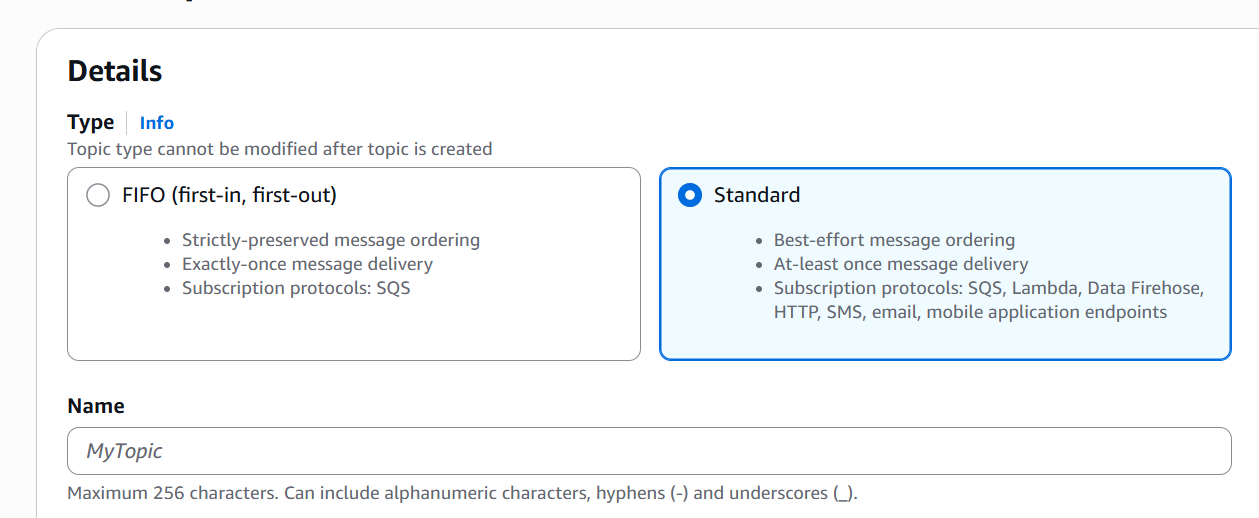 Details
Type
Info
Topic type cannot be modified after topic is created
FIFO (first-in, first-out)
Strictly-preserved message ordering
Exactly-once message delivery
Subscription protocols: SQS
Standard
Best-effort message ordering
At-least once message delivery
Subscription protocols: SQS, Lambda, Data Firehose,
HTTP, SMS, email, mobile application endpoints
Name
MyTopic
Maximum 256 characters. Can include alphanumeric characters, hyphens (-) and underscores (_).